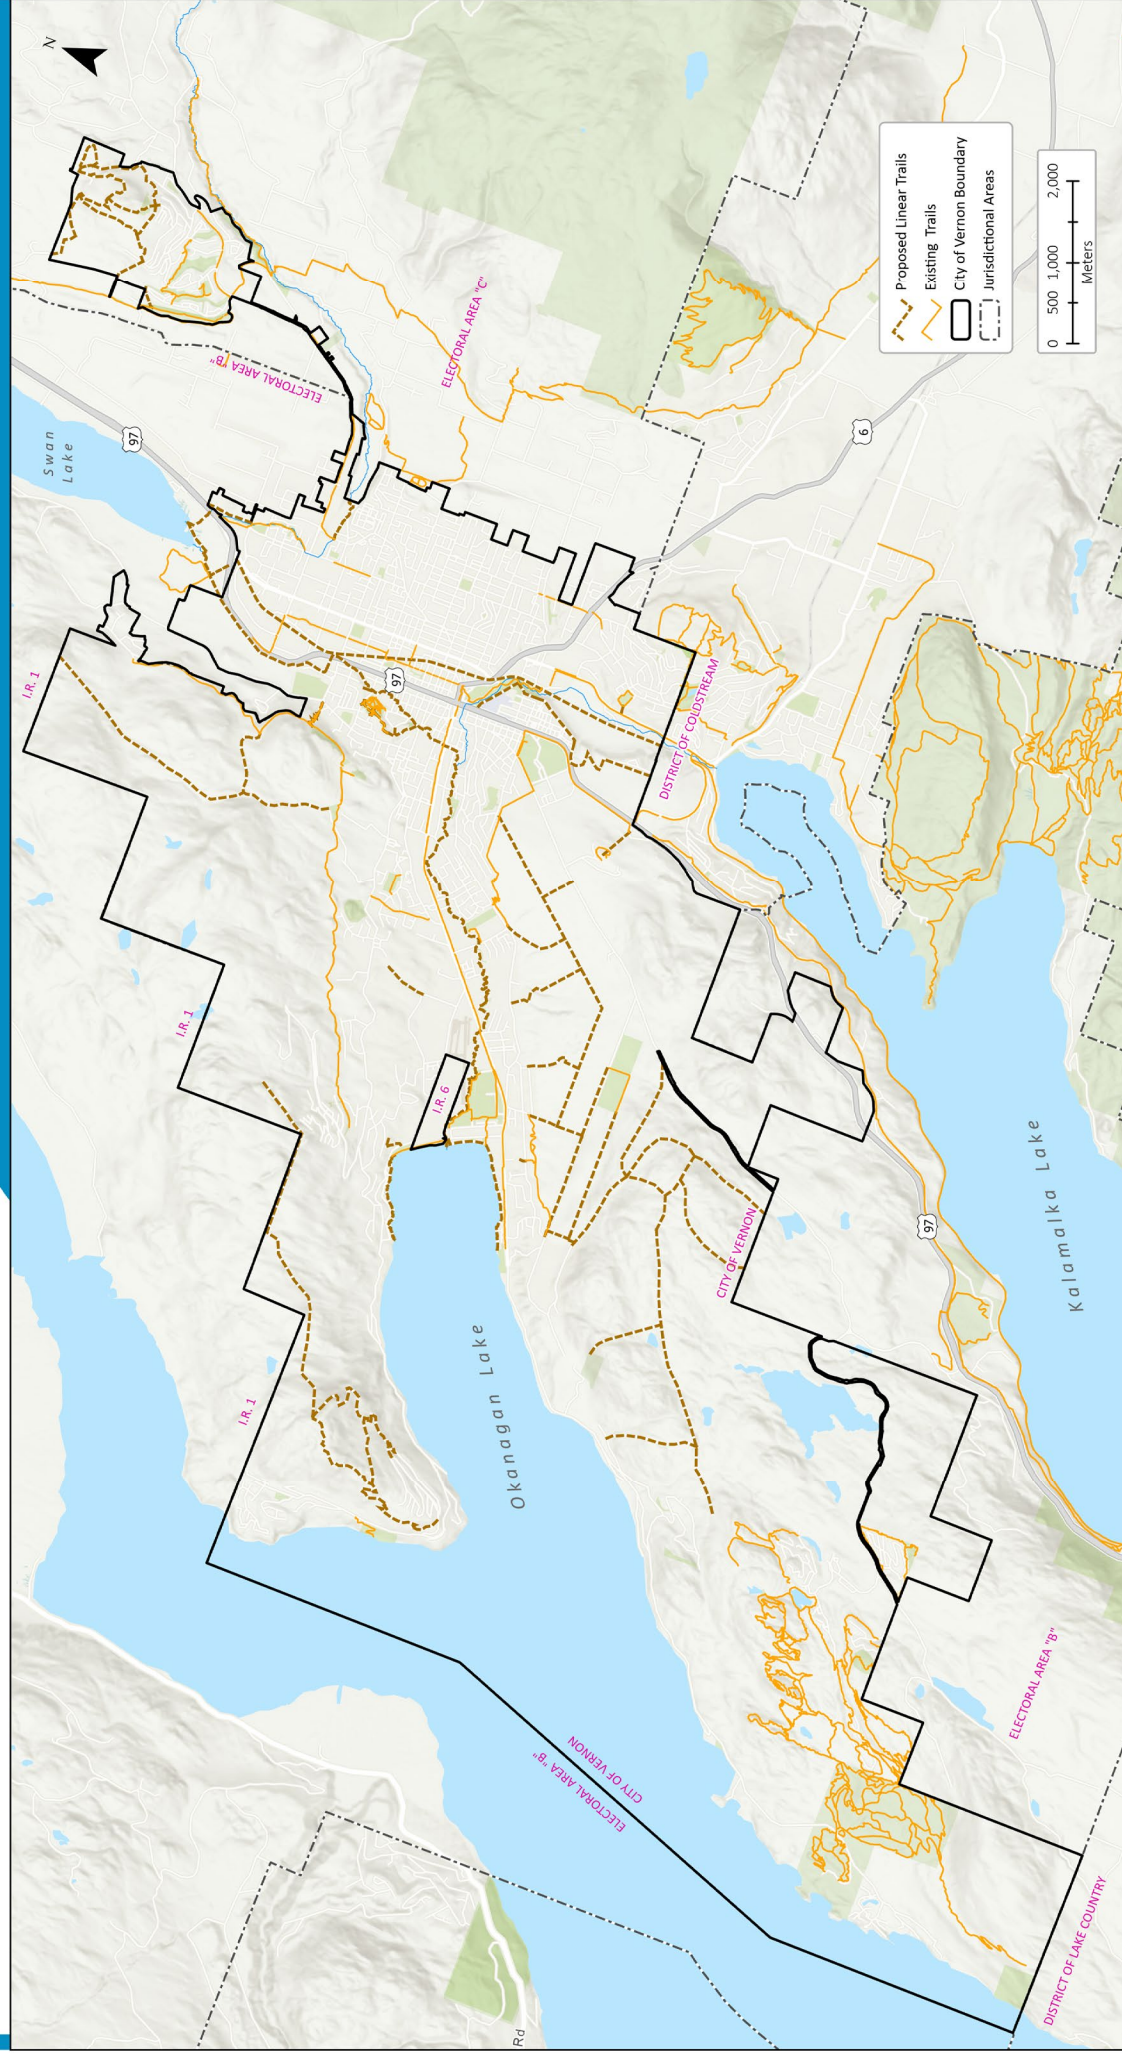 N
Swan
Lake
97
I.R. 1
ELECTORAL AREA "B"
ELECTORAL AREA "C"
Proposed Linear Trails
Existing Trails
City of Vernon Boundary
Jurisdictional Areas
0 500 1,000 2,000
Meters
6
97
DISTRICT OF COLDSTREAM
I.R. 1
I.R. 6
CITY OF VERNON
97
Kalamalka Lake
I.R. 1
Okanagan Lake
CITY OF VERNON
ELECTORAL AREA "B"
ELECTORAL AREA "B"
DISTRICT OF LAKE COUNTRY
Rd